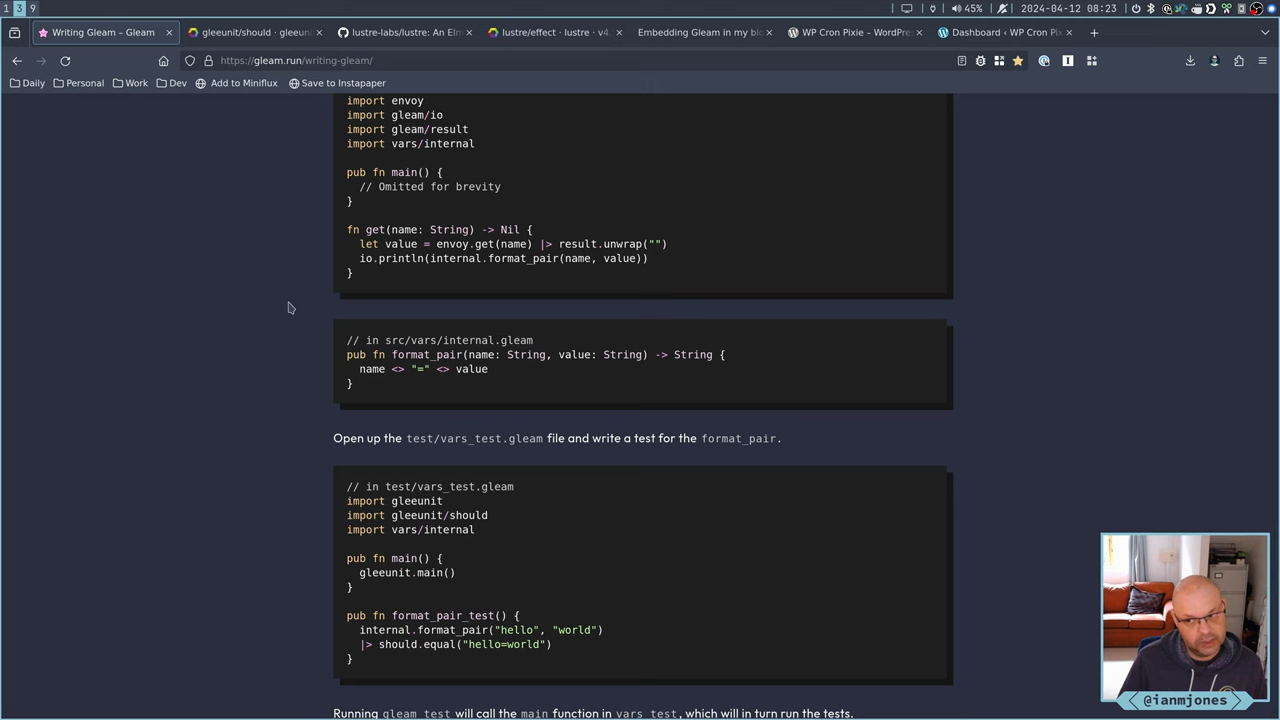 1 3 9
45% 2024-04-12 08:23
Writing Gleam – Gleam
gleeunit/should · gleeuni
lustre-labs/lustre: An Elm
lustre/effect · lustre · v4.
Embedding Gleam in my bl
WP Cron Pixie – WordPres
Dashboard ‹ WP Cron Pix
https://gleam.run/writing-gleam/
Daily
Personal
Work
Dev
Add to Miniflux
Save to Instapaper
import envoy
import gleam/io
import gleam/result
import vars/internal
pub fn main() {
// Omitted for brevity
}
fn get(name: String) -> Nil {
let value = envoy.get(name) |> result.unwrap("")
io.println(internal.format_pair(name, value))
}
// in src/vars/internal.gleam
pub fn format_pair(name: String, value: String) -> String {
name <> "=" <> value
}
Open up the test/vars_test.gleam file and write a test for the format_pair.
// in test/vars_test.gleam
import gleeunit
import gleeunit/should
import vars/internal
pub fn main() {
gleeunit.main()
}
pub fn format_pair_test() {
internal.format_pair("hello", "world")
|> should.equal("hello=world")
}
Running gleam test will call the main function in vars_test, which will in turn run the tests.
@ianmjones